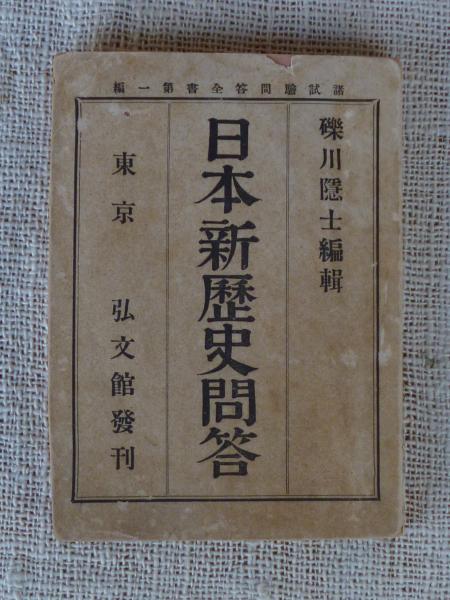 諸試驗問答全書第一編
礫川隱士編輯
日本新歷史問答
東京　弘文館發刊